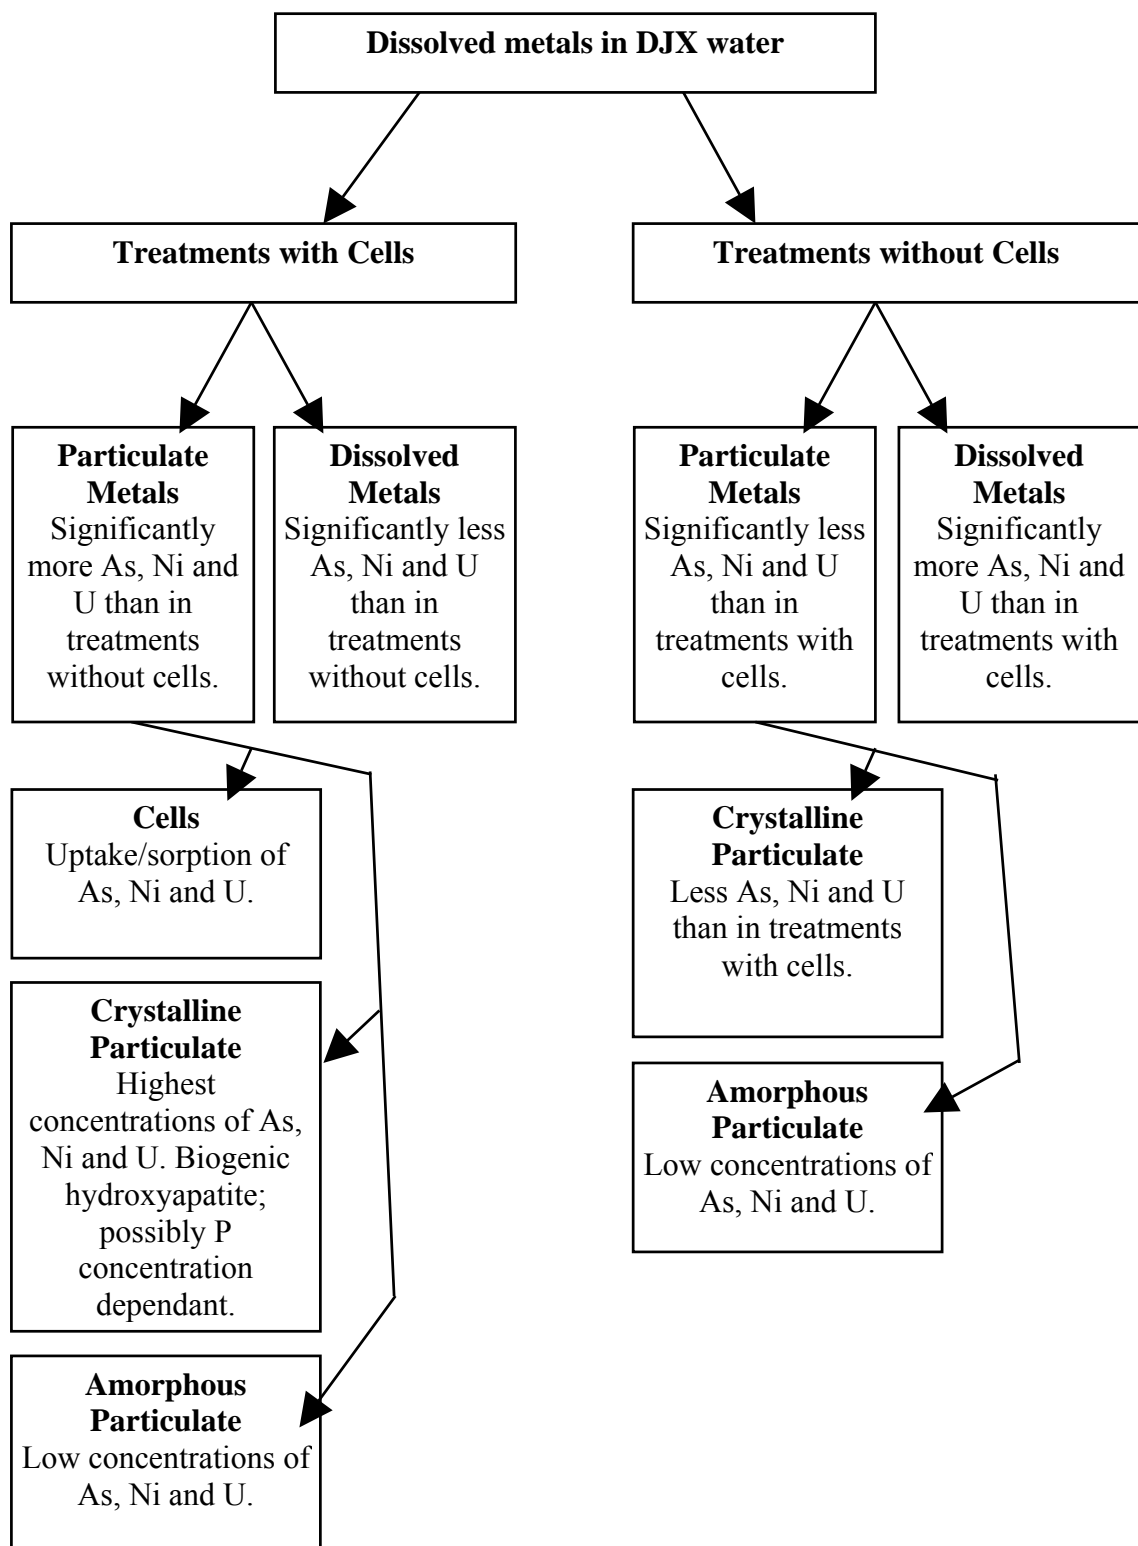 Dissolved metals in DJX water
Treatments with Cells
Treatments without Cells
Particulate
Metals
Significantly
more As, Ni and
U than in
treatments
without cells.
Dissolved
Metals
Significantly less
As, Ni and U
than in
treatments
without cells.
Particulate
Metals
Significantly less
As, Ni and U
than in
treatments with
cells.
Dissolved
Metals
Significantly
more As, Ni and
U than in
treatments with
cells.
Cells
Uptake/sorption of
As, Ni and U.
Crystalline
Particulate
Highest
concentrations of As,
Ni and U. Biogenic
hydroxyapatite;
possibly P
concentration
dependant.
Amorphous
Particulate
Low concentrations of
As, Ni and U.
Crystalline
Particulate
Less As, Ni and U
than in treatments
with cells.
Amorphous
Particulate
Low concentrations of
As, Ni and U.